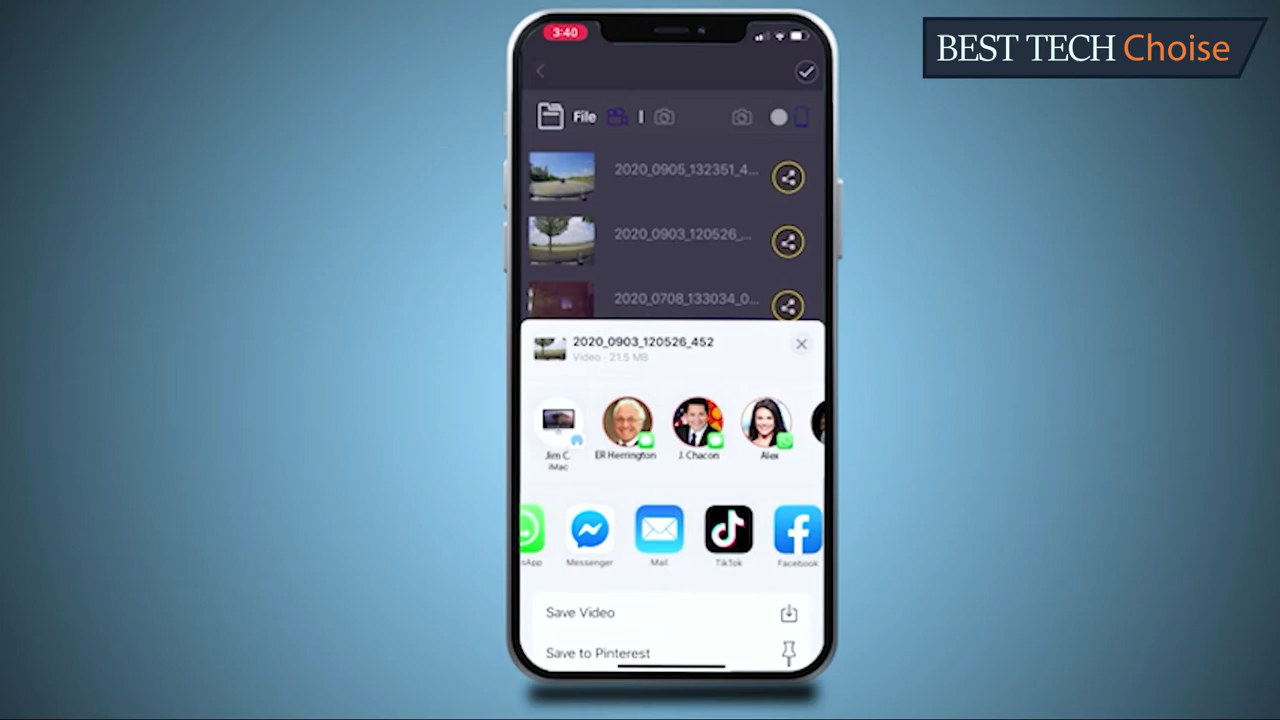 BEST TECH Choise
3:40
File
2020_0905_132351_4...
2020_0903_120526_...
2020_0708_133034_0...
2020_0903_120526_452
Video · 21.5 MB
Jim C.
iMac
ER Herrington
J. Chacon
Alex
sApp
Messenger
Mail
TikTok
Facebook
Save Video
Save to Pinterest